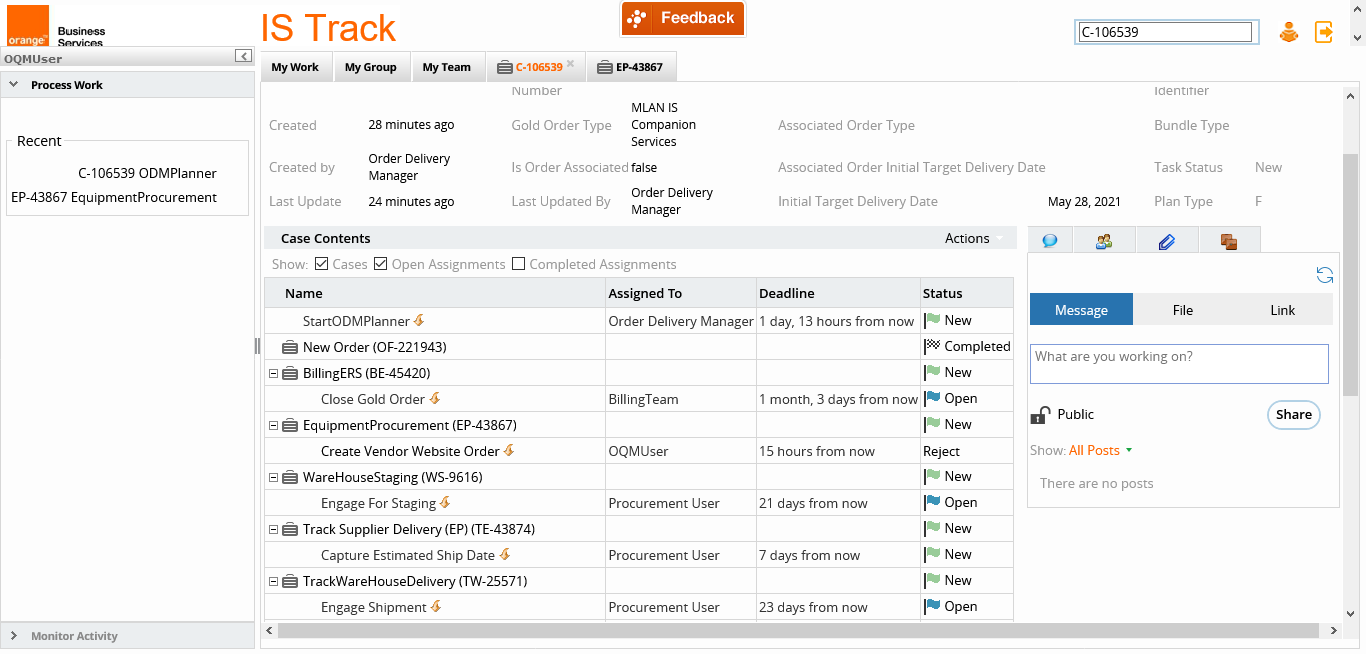 orange™
Business
Services
IS Track
Feedback
C-106539
OQMUser
Process Work
Recent
C-106539 ODMPlanner
EP-43867 EquipmentProcurement
Monitor Activity
My Work My Group My Team C-106539 EP-43867
Number Identifier
Created 28 minutes ago Gold Order Type MLAN IS Companion Services Associated Order Type Bundle Type
Created by Order Delivery Manager Is Order Associated false Associated Order Initial Target Delivery Date Task Status New
Last Update 24 minutes ago Last Updated By Order Delivery Manager Initial Target Delivery Date May 28, 2021 Plan Type F
Case Contents Actions
Show: Cases Open Assignments Completed Assignments
Name Assigned To Deadline Status
StartODMPlanner Order Delivery Manager 1 day, 13 hours from now New
New Order (OF-221943) Completed
BillingERS (BE-45420) New
Close Gold Order BillingTeam 1 month, 3 days from now Open
EquipmentProcurement (EP-43867) New
Create Vendor Website Order OQMUser 15 hours from now Reject
WareHouseStaging (WS-9616) New
Engage For Staging Procurement User 21 days from now Open
Track Supplier Delivery (EP) (TE-43874) New
Capture Estimated Ship Date Procurement User 7 days from now New
TrackWareHouseDelivery (TW-25571) New
Engage Shipment Procurement User 23 days from now Open
Message File Link
What are you working on?
Public Share
Show: All Posts
There are no posts